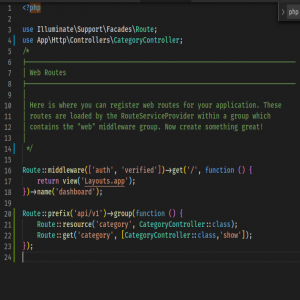 php
1 <?php
2
3 use Illuminate\Support\Facades\Route;
4 use App\Http\Controllers\CategoryController;
5 /*
6 |--------------------------------------------------------------------------
7 | Web Routes
8 |--------------------------------------------------------------------------
9 |
10 | Here is where you can register web routes for your application. These
11 | routes are loaded by the RouteServiceProvider within a group which
12 | contains the "web" middleware group. Now create something great!
13 |
14 */
15
16 Route::middleware(['auth', 'verified'])->get('/', function () {
17 return view('Layouts.app');
18 })->name('dashboard');
19
20 Route::prefix('api/v1')->group(function () {
21 Route::resource('category', CategoryController::class);
22 Route::get('category', [CategoryController::class,'show']);
23 });
24